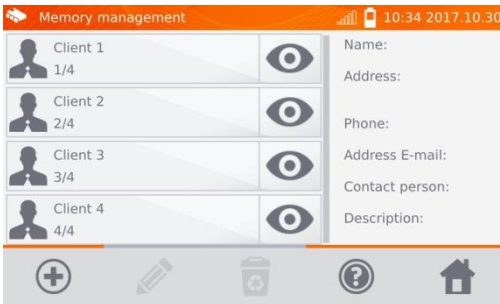 Memory management
10:34 2017.10.30
Client 1
1/4
Client 2
2/4
Client 3
3/4
Client 4
4/4
Name:
Address:
Phone:
Address E-mail:
Contact person:
Description: